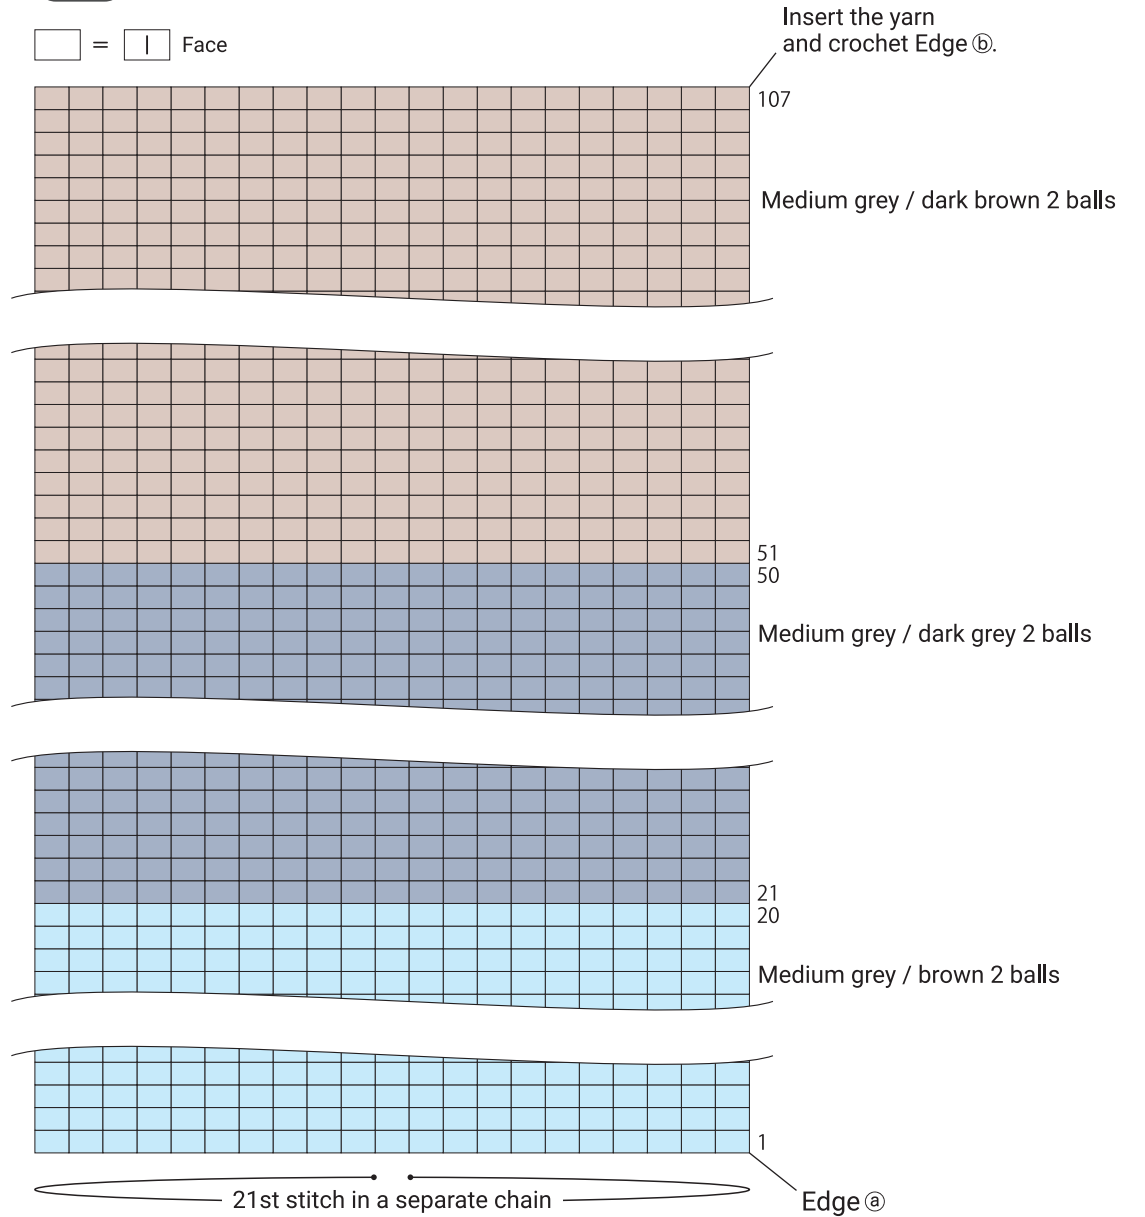 Insert the yarn
and crochet Edge ⓑ.
= | Face
107
Medium grey / dark brown 2 balls
51
50
Medium grey / dark grey 2 balls
21
20
Medium grey / brown 2 balls
1
21st stitch in a separate chain
Edge ⓐ